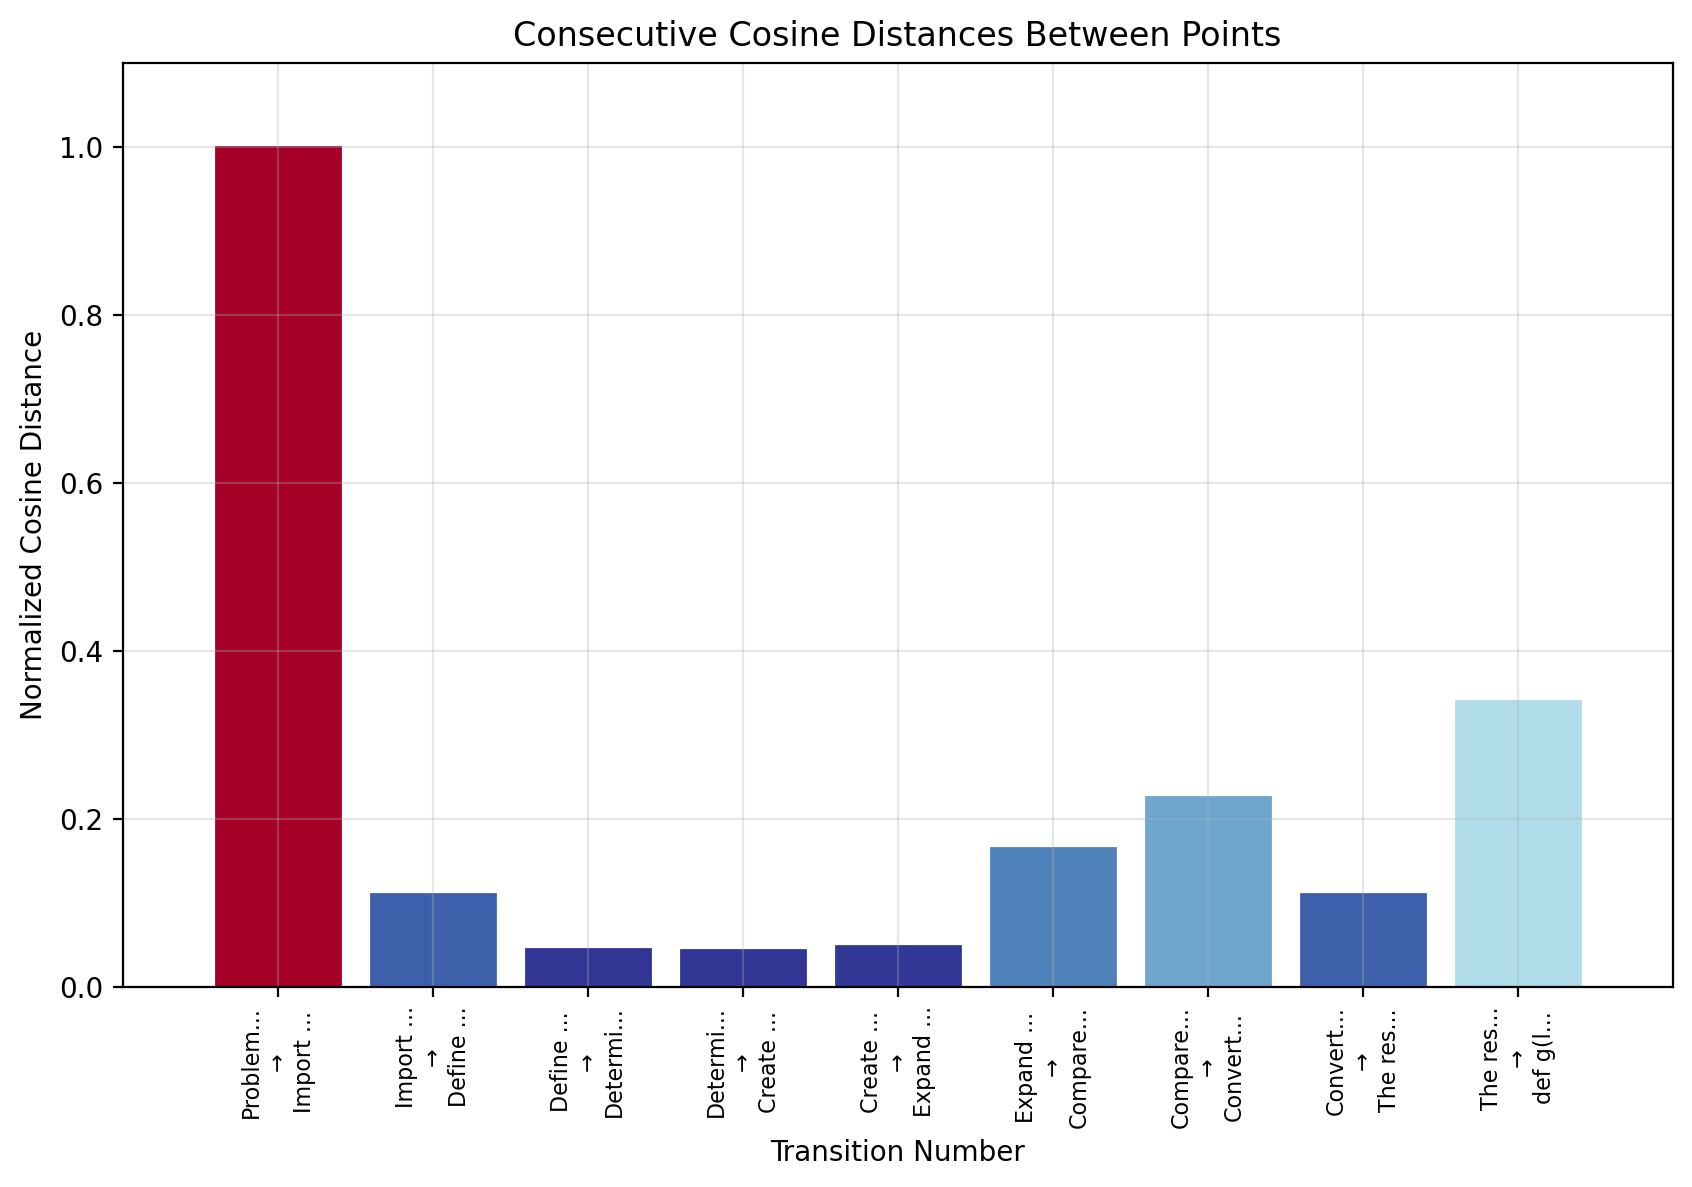 Consecutive Cosine Distances Between Points
Normalized Cosine Distance
1.0
0.8
0.6
0.4
0.2
0.0
Problem...
→
Import ...
Import ...
→
Define ...
Define ...
→
Determi...
Determi...
→
Create ...
Create ...
→
Expand ...
Expand ...
→
Compare...
Compare...
→
Convert...
Convert...
→
The res...
The res...
→
def g(l...
Transition Number